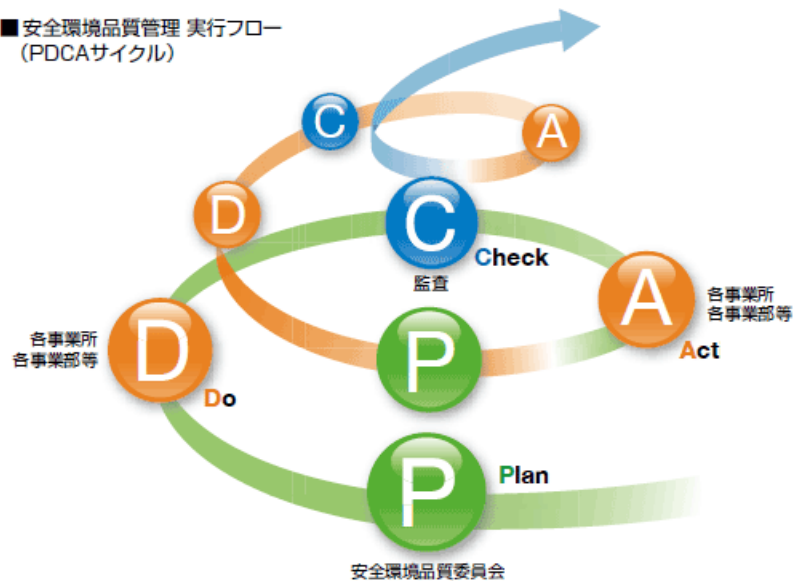 ■安全環境品質管理 実行フロー
(PDCAサイクル)
C
A
D
C
Check
監査
A
各事業所
各事業部等
Act
各事業所
各事業部等
D
Do
P
P
Plan
安全環境品質委員会